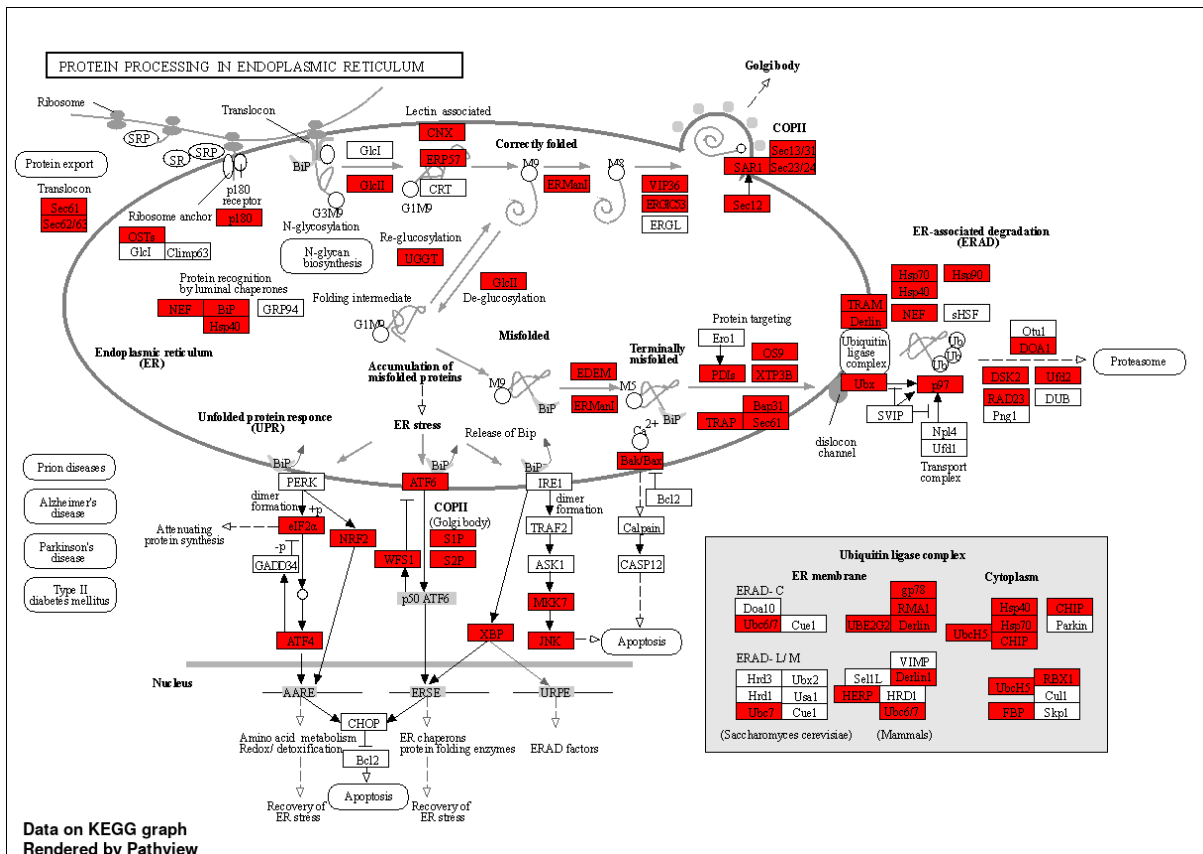 PROTEIN PROCESSING IN ENDOPLASMIC RETICULUM
Golgi body
Ribosome
Translocon
Lectin associated
CNX
COPII
SRP
SR
SRP
GlcI
Correctly folded
M9
M8
Sec13/31
Sec23/24
SAR1
Protein export
BiP
ERP57
GlcII
CRT
ERManI
VIP36
ERGIC53
ERGL
Sec12
Translocon
Sec61
Sec62/63
p180
receptor
p180
Ribosome anchor
G3M9
G1M9
N-glycosylation
OSTs
GlcI
Climp63
N-glycan
biosynthesis
Re-glucosylation
UGGT
ER-associated degradation
(ERAD)
Protein recognition
by luminal chaperones
NEF
BiP
GRP94
Hsp40
GlcII
De-glucosylation
Hsp70
Hsp90
Hsp40
TRAM
Derlin
NEF
sHSF
Folding intermediate
G1M9
Misfolded
Protein targeting
Ero1
OS9
PDIs
XTP3B
Ubiquitin
ligase
complex
Ub
Ub
Ub
Otu1
DOA1
Proteasome
Endoplasmic reticulum
(ER)
Accumulation of
misfolded proteins
Terminally
misfolded
M9
EDEM
M5
ERManI
BiP
BiP
Bap31
TRAP
Sec61
Ubx
p97
DSK2
Ufd2
RAD23
DUB
Png1
SVIP
dislocon
channel
Npl4
Ufd1
Transport
complex
Unfolded protein responce
(UPR)
ER stress
Release of Bip
Ca2+
BiP
BiP
BiP
Bak/Bax
PERK
ATF6
IRE1
Bcl2
Prion diseases
Alzheimer's
disease
Parkinson's
disease
Type II
diabetes mellitus
dimer
formation
+p
eIF2α
Attenuating
protein synthesis
-p
GADD34
NRF2
COPII
(Golgi body)
S1P
S2P
WFS1
p50 ATF6
dimer
formation
TRAF2
ASK1
MKK7
JNK
Calpain
CASP12
Apoptosis
ATF4
XBP
Nucleus
AARE
ERSE
URPE
CHOP
Amino acid metabolism
Redox/ detoxification
ER chaperons
protein folding enzymes
ERAD factors
Bcl2
Apoptosis
Recovery of
ER stress
Recovery of
ER stress
Ubiquitin ligase complex
ER membrane
Cytoplasm
ERAD- C
Doa10
Ubc6/7
Cue1
gp78
RMA1
UBE2G2
Derlin
Hsp40
Hsp70
UbcH5
CHIP
CHIP
Parkin
ERAD- L/ M
Hrd3
Ubx2
Hrd1
Usa1
Ubc7
Cue1
VIMP
Sel1L
Derlin1
HERP
HRD1
Ubc6/7
RBX1
UbcH5
Cul1
FBP
Skp1
(Saccharomyces cerevisiae)
(Mammals)
Data on KEGG graph
Rendered by Pathview